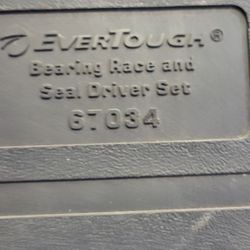 EVERTOUGH®
Bearing Race and
Seal Driver Set
67034